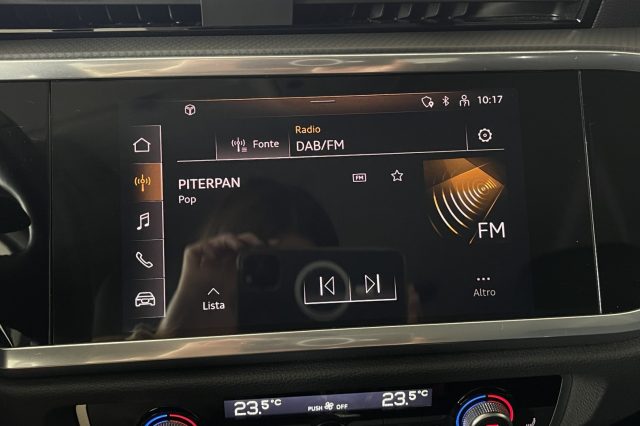 10:17
Fonte
Radio
DAB/FM
PITERPAN
FM
Pop
FM
Lista
Altro
23.5°C
PUSH OFF
23.5°C